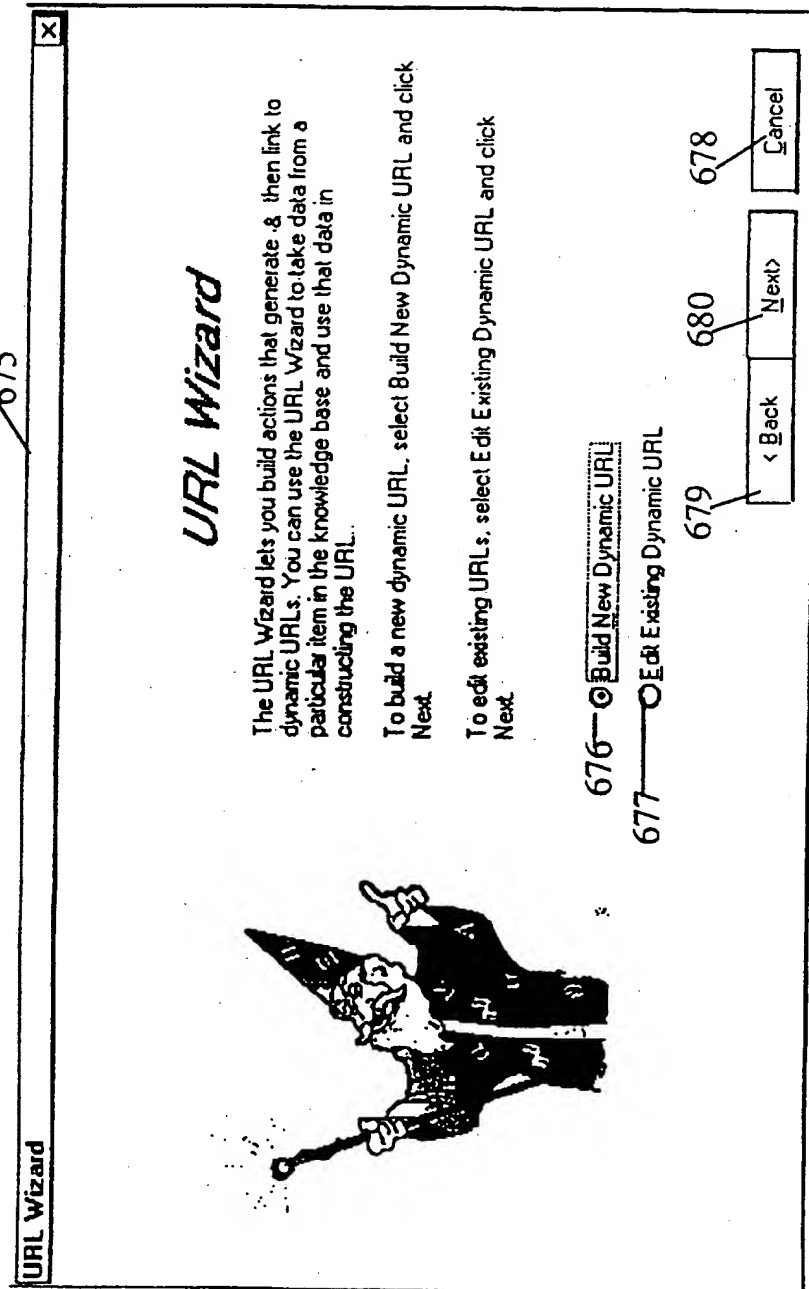 675
URL Wizard
X
URL Wizard
The URL Wizard lets you build actions that generate & then link to
dynamic URLs. You can use the URL Wizard to take data from a
particular item in the knowledge base and use that data in
constructing the URL..
To build a new dynamic URL, select Build New Dynamic URL and click
Next.
To edit existing URLs, select Edit Existing Dynamic URL and click
Next.
676 Build New Dynamic URL
677 Edit Existing Dynamic URL
679 680 678
< Back Next> Cancel